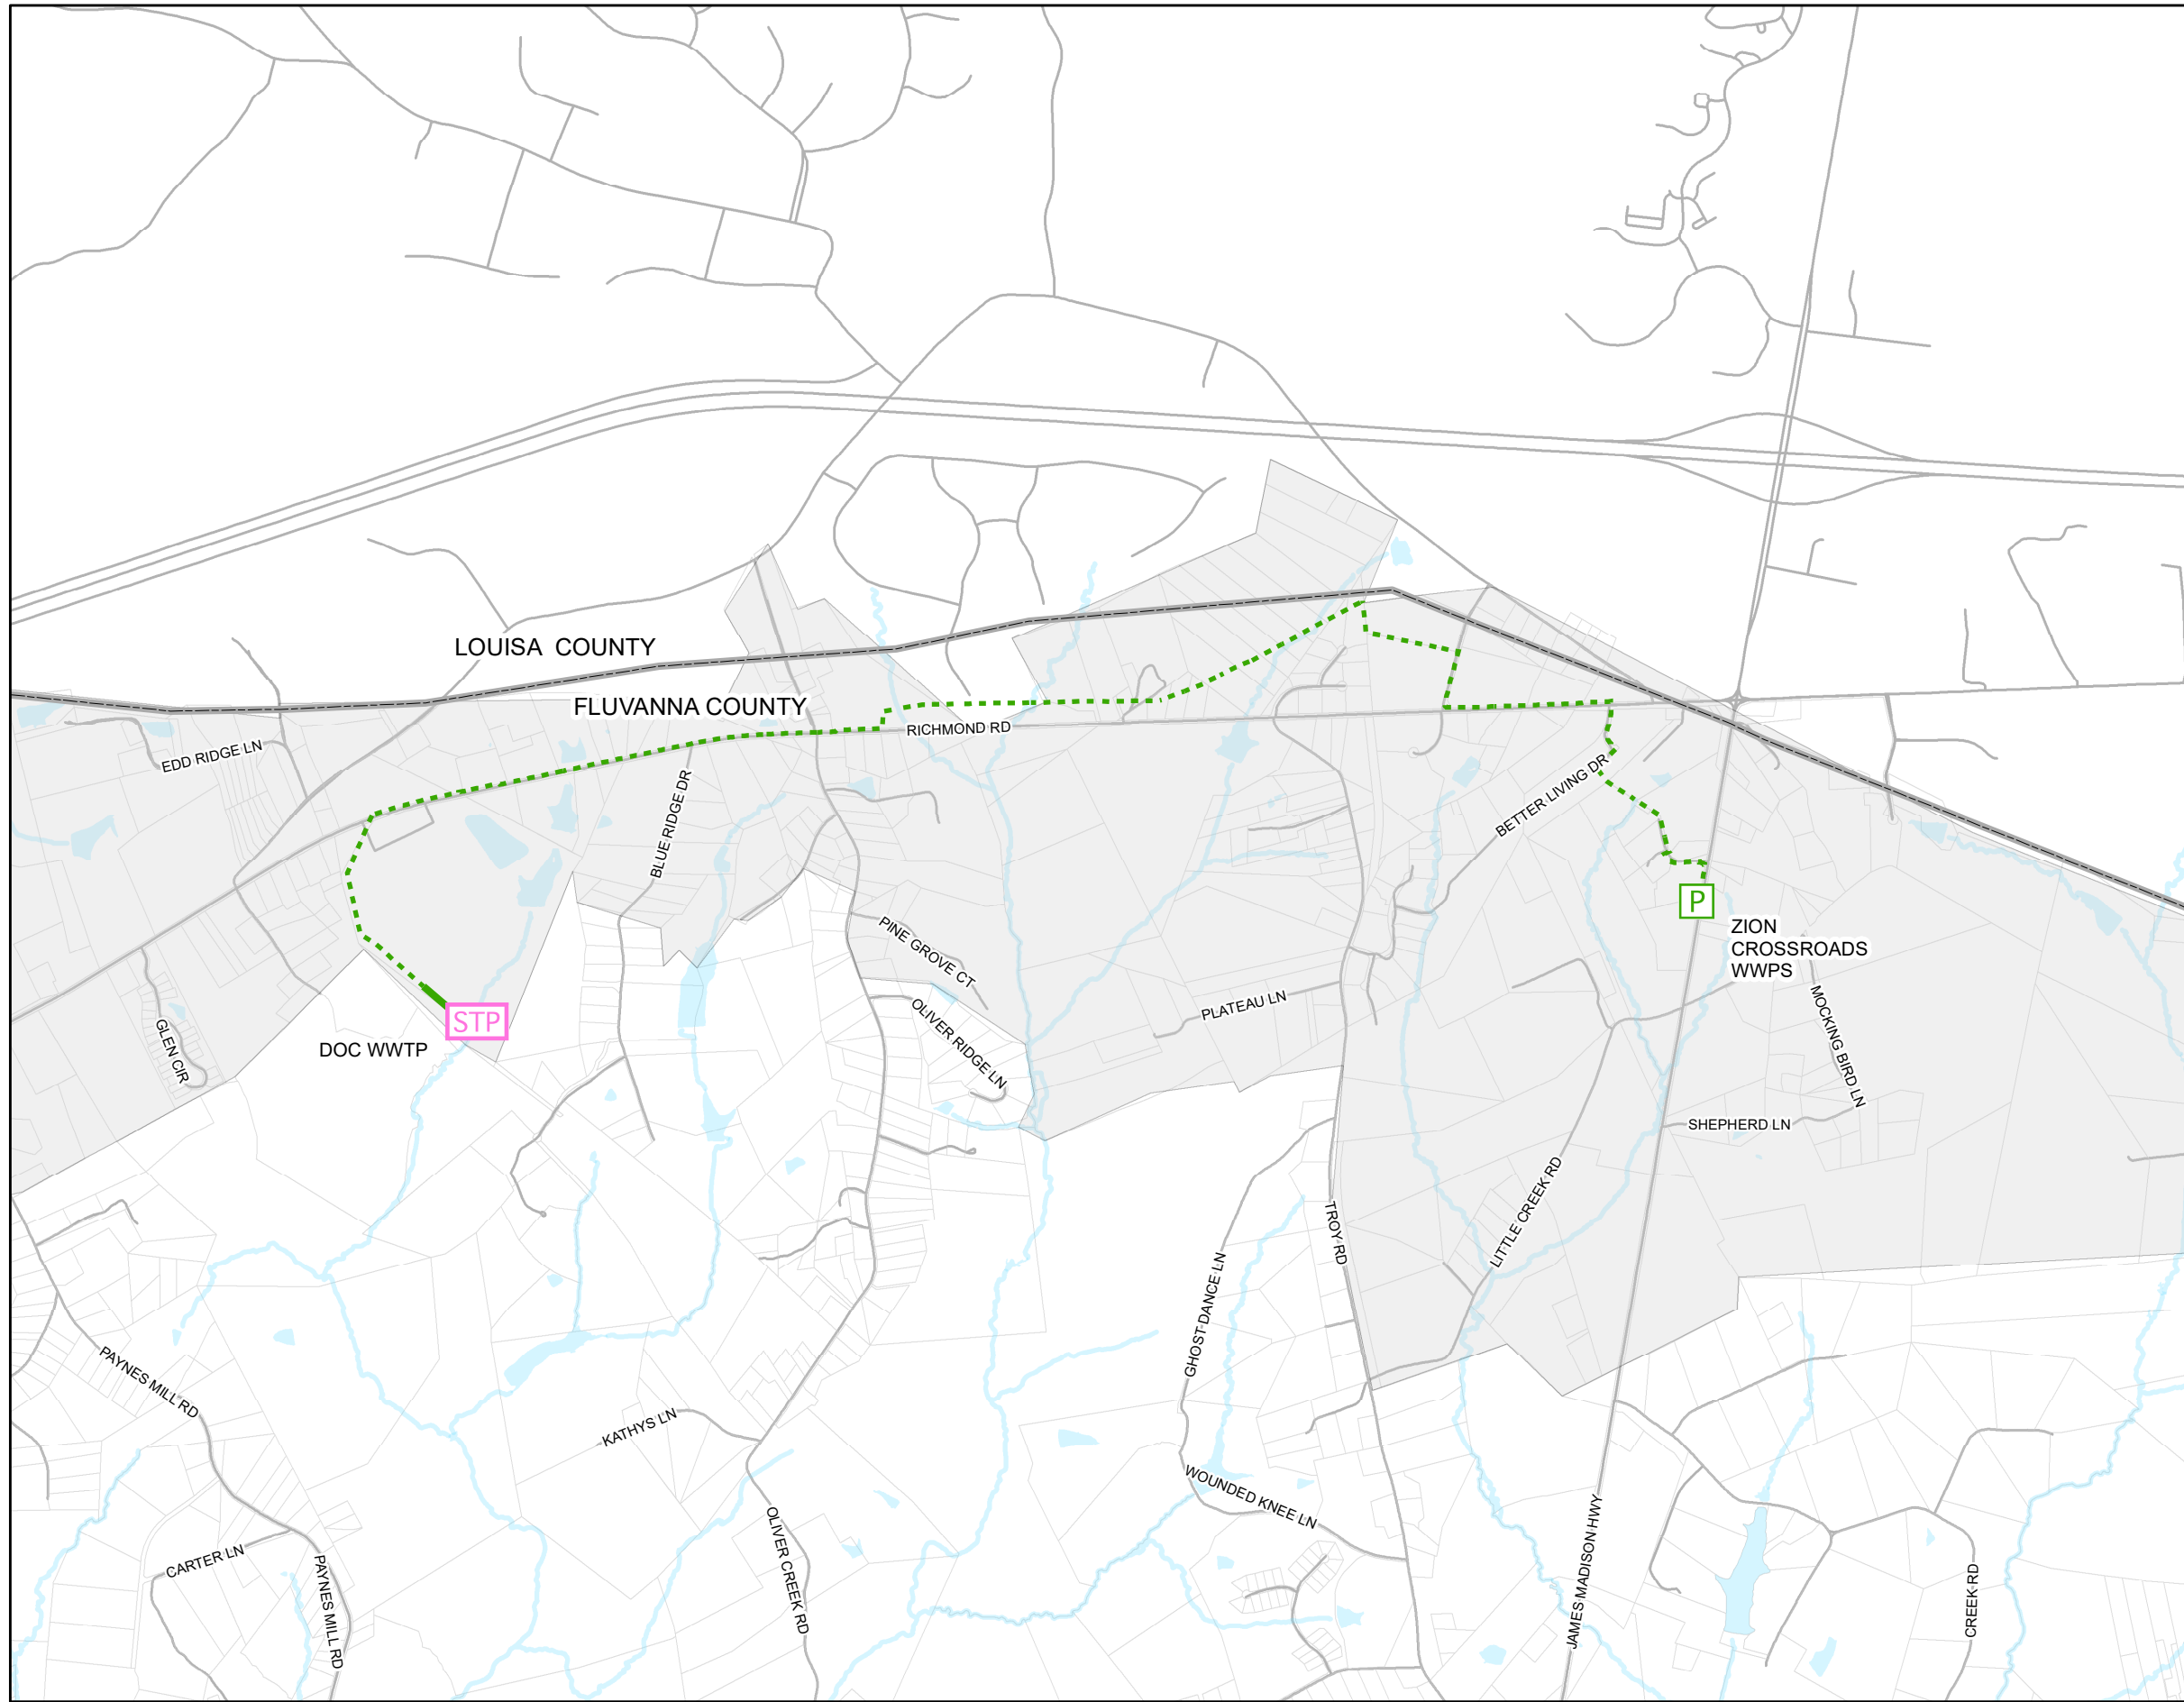 LOUISA COUNTY
FLUVANNA COUNTY
RICHMOND RD
EDD RIDGE LN
BLUE RIDGE DR
BETTER LIVING DR
P
ZION
CROSSROADS
WWPS
PINE GROVE CT
PLATEAU LN
MOCKING BIRD LN
STP
OLIVER RIDGE LN
GLEN CIR
DOC WWTP
SHEPHERD LN
LITTLE CREEK RD
TROY RD
GHOST DANCE LN
PAYNES MILL RD
KATHYS LN
WOUNDED KNEE LN
OLIVER CREEK RD
JAMES MADISON HWY
CARTER LN
PAYNES MILL RD
CREEK RD